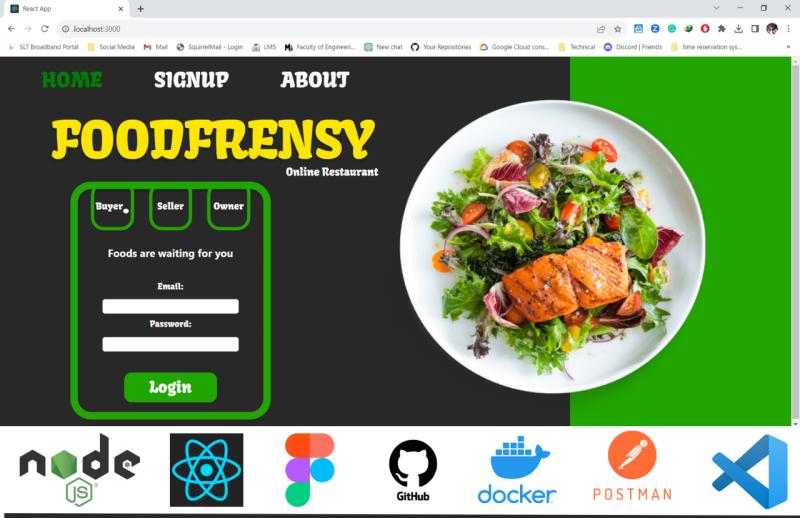 React App
localhost:3000
SLT Broadband Portal
Social Media
Mail
SquirrelMail - Login
LMS
Faculty of Engineeri...
New chat
Your Repositories
Google Cloud cons...
Technical
Discord | Friends
time reservation sys...
HOME SIGNUP ABOUT
FOODFRENSY
Online Restaurant
Buyer Seller Owner
Foods are waiting for you
Email:
Password:
Login
node
JS
GitHub
docker
POSTMAN